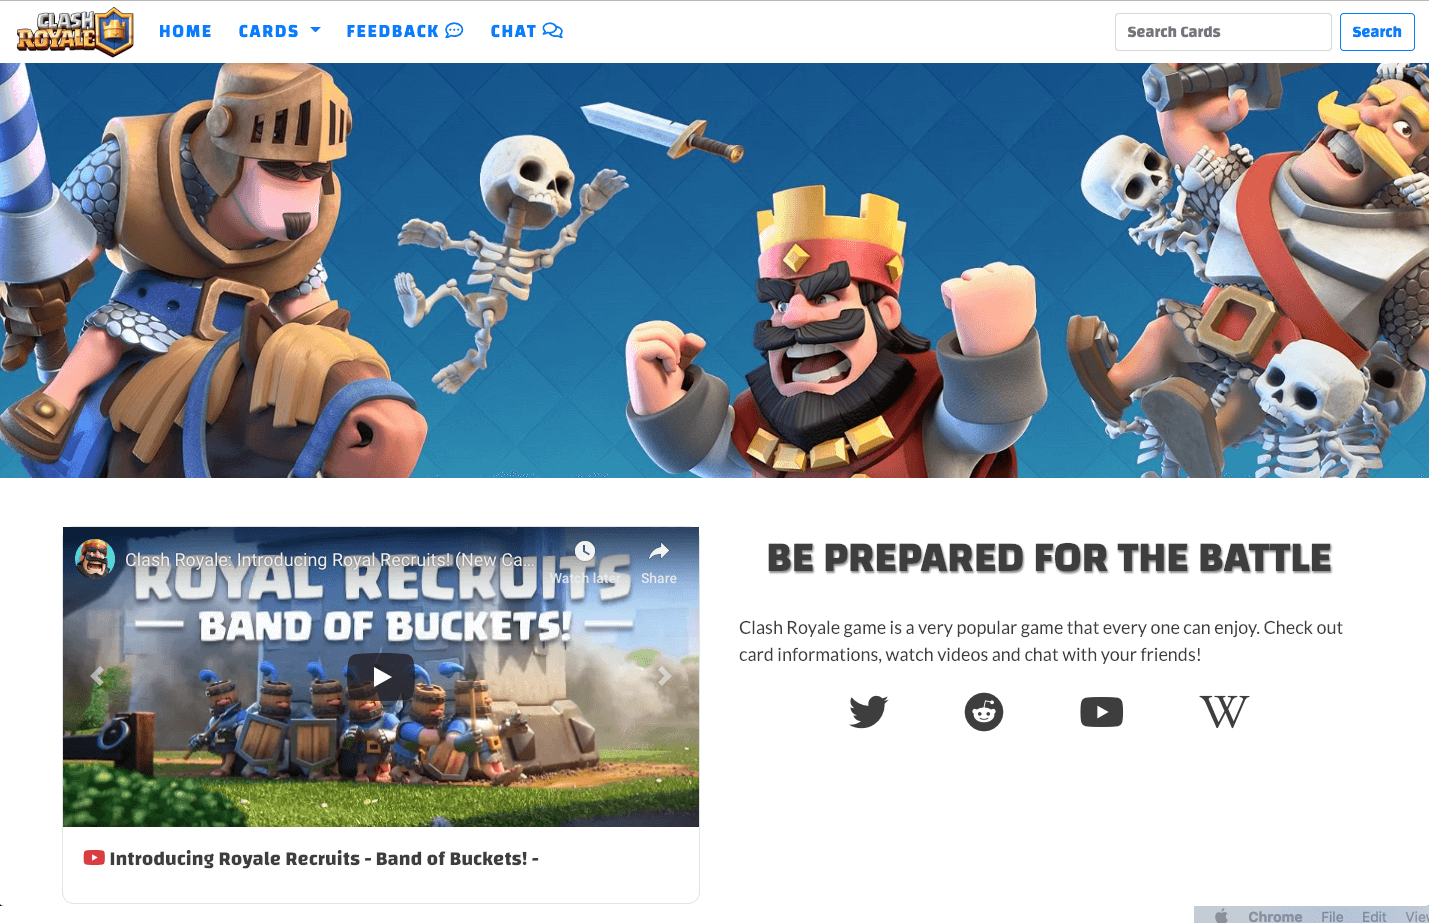 CLASH
ROYALE
HOME CARDS FEEDBACK CHAT
Search Cards Search
Clash Royale: Introducing Royal Recruits! (New Ca...
Watch later Share
ROYAL RECRUITS
BAND OF BUCKETS!
Introducing Royale Recruits - Band of Buckets! -
BE PREPARED FOR THE BATTLE
Clash Royale game is a very popular game that every one can enjoy. Check out
card informations, watch videos and chat with your friends!
W
Chrome File Edit View